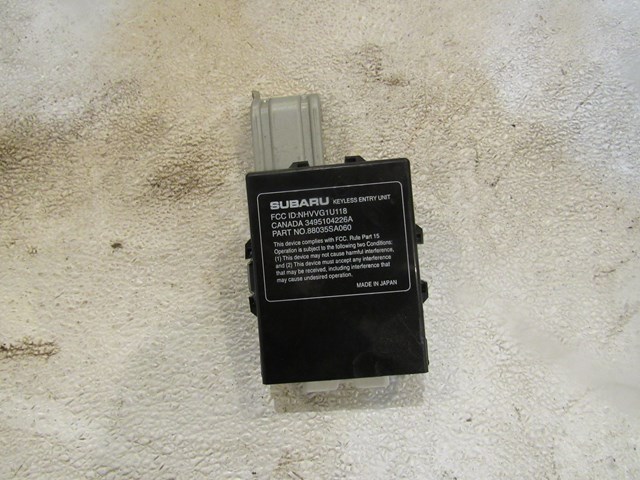 SUBARU KEYLESS ENTRY UNIT
FCC ID:NHVVG1U118
CANADA 3495104226A
PART NO.88035SA060
This device complies with FCC. Rule Part 15
Operation is subject to the following two Conditions;
(1) This device may not cause harmful interference,
and (2) This device must accept any interference
that may be received, including interference that
may cause undesired operation.
MADE IN JAPAN